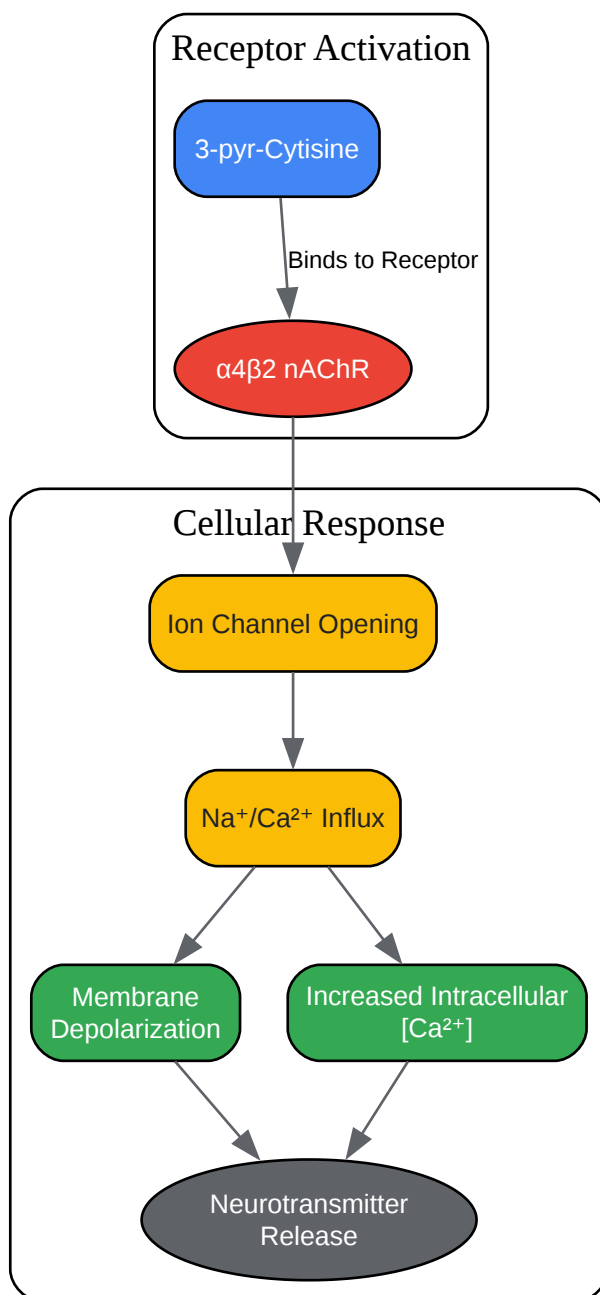 Receptor Activation
3-pyr-Cytisine
Binds to Receptor
α4β2 nAChR
Cellular Response
Ion Channel Opening
Na⁺/Ca²⁺ Influx
Membrane
Depolarization
Increased Intracellular
[Ca²⁺]
Neurotransmitter
Release